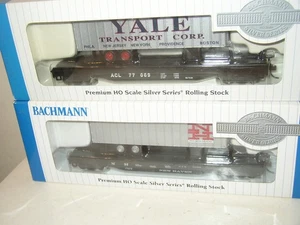 YALE
TRANSPORT CORP.
PHILA NEW JERSEY NEW YORK PROVIDENCE BOSTON
ACL 77000
Premium HO Scale Silver Series® Rolling Stock
BACHMANN
Premium HO Scale Silver Series® Rolling Stock